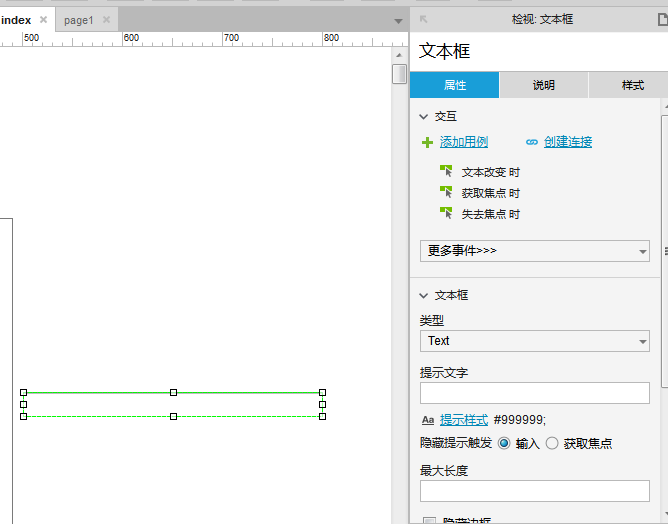 index
page1
500
600
700
800
检视: 文本框
文本框
属性
说明
样式
交互
添加用例
创建连接
文本改变 时
获取焦点 时
失去焦点 时
更多事件>>>
文本框
类型
Text
提示文字
Aa 提示样式 #999999;
隐藏提示触发 输入 获取焦点
最大长度
隐藏边框